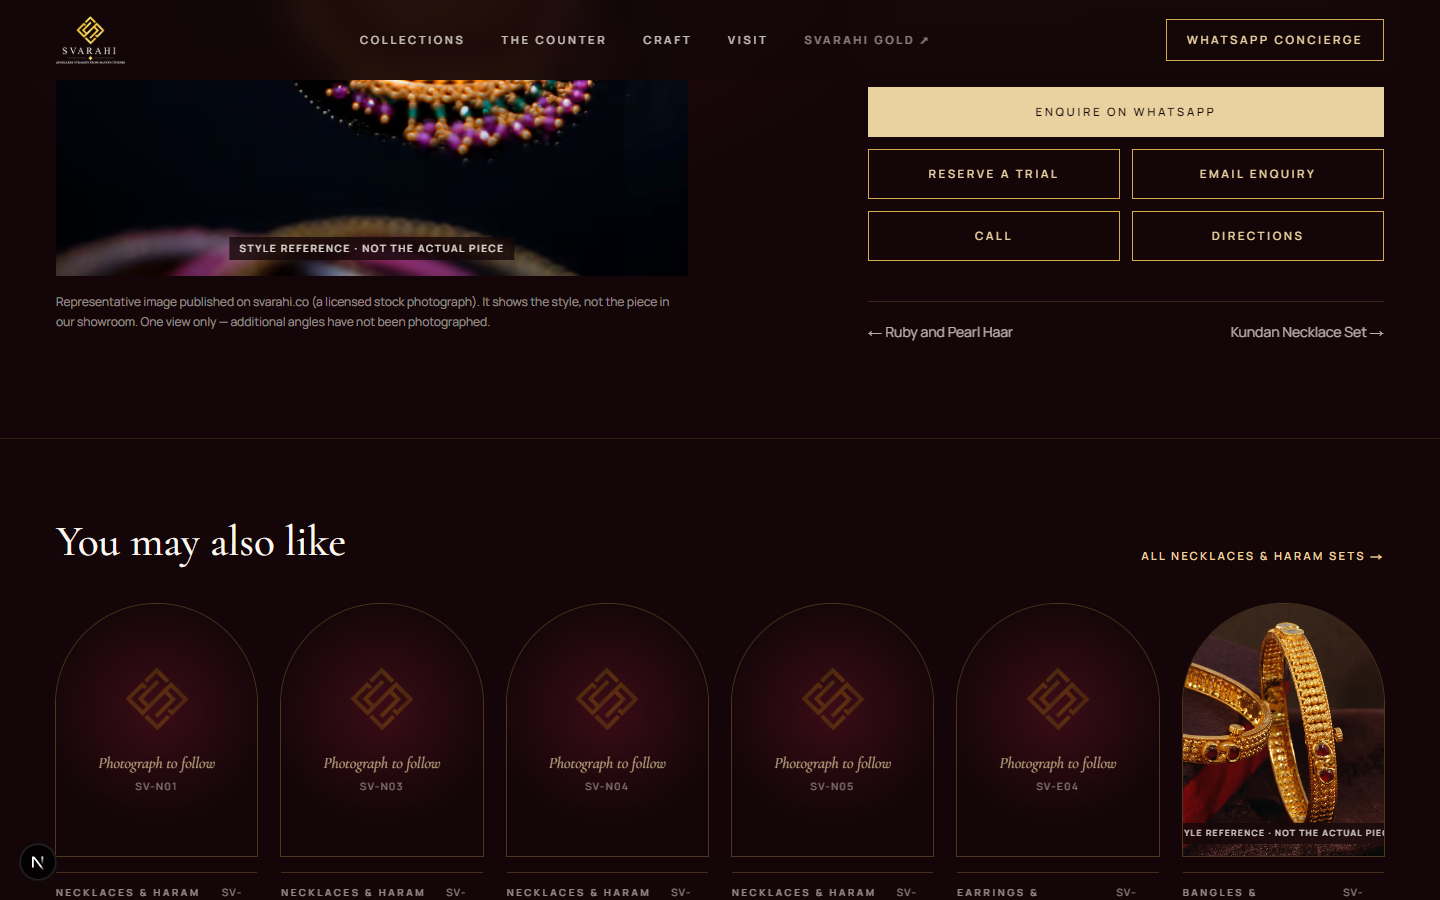 SVARAHI
COLLECTIONS
THE COUNTER
CRAFT
VISIT
SVARAHI GOLD ↗
WHATSAPP CONCIERGE
STYLE REFERENCE · NOT THE ACTUAL PIECE
Representative image published on svarahi.co (a licensed stock photograph). It shows the style, not the piece in
our showroom. One view only — additional angles have not been photographed.
ENQUIRE ON WHATSAPP
RESERVE A TRIAL
EMAIL ENQUIRY
CALL
DIRECTIONS
← Ruby and Pearl Haar
Kundan Necklace Set →
You may also like
ALL NECKLACES & HARAM SETS →
Photograph to follow
SV-N01
Photograph to follow
SV-N03
Photograph to follow
SV-N04
Photograph to follow
SV-N05
Photograph to follow
SV-E04
YLE REFERENCE · NOT THE ACTUAL PIE
N
NECKLACES & HARAM SV-
NECKLACES & HARAM SV-
NECKLACES & HARAM SV-
NECKLACES & HARAM SV-
EARRINGS & SV-
BANGLES & SV-